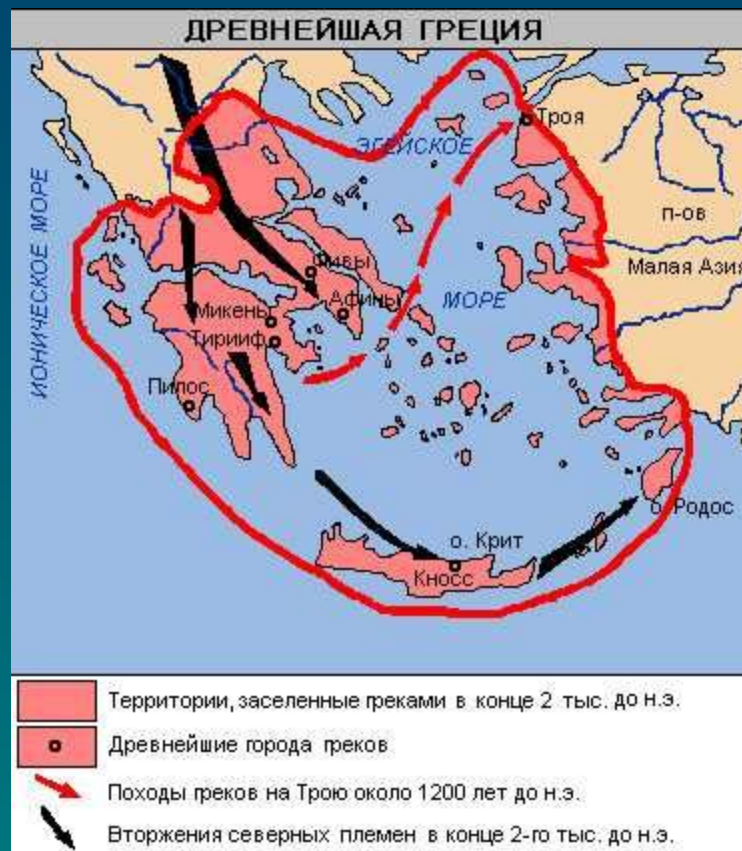 ДРЕВНЕЙШАЯ ГРЕЦИЯ
Троя
ЭГЕЙСКОЕ
ИОНИЧЕСКОЕ МОРЕ
п-ов
Малая Азия
Фивы
МОРЕ
Афины
Микены
Тирииф
Пилос
о. Родос
о. Крит
Кносс
Территории, заселенные греками в конце 2 тыс. до н.э.
Древнейшие города греков
Походы греков на Трою около 1200 лет до н.э.
Вторжения северных племен в конце 2-го тыс. до н.э.